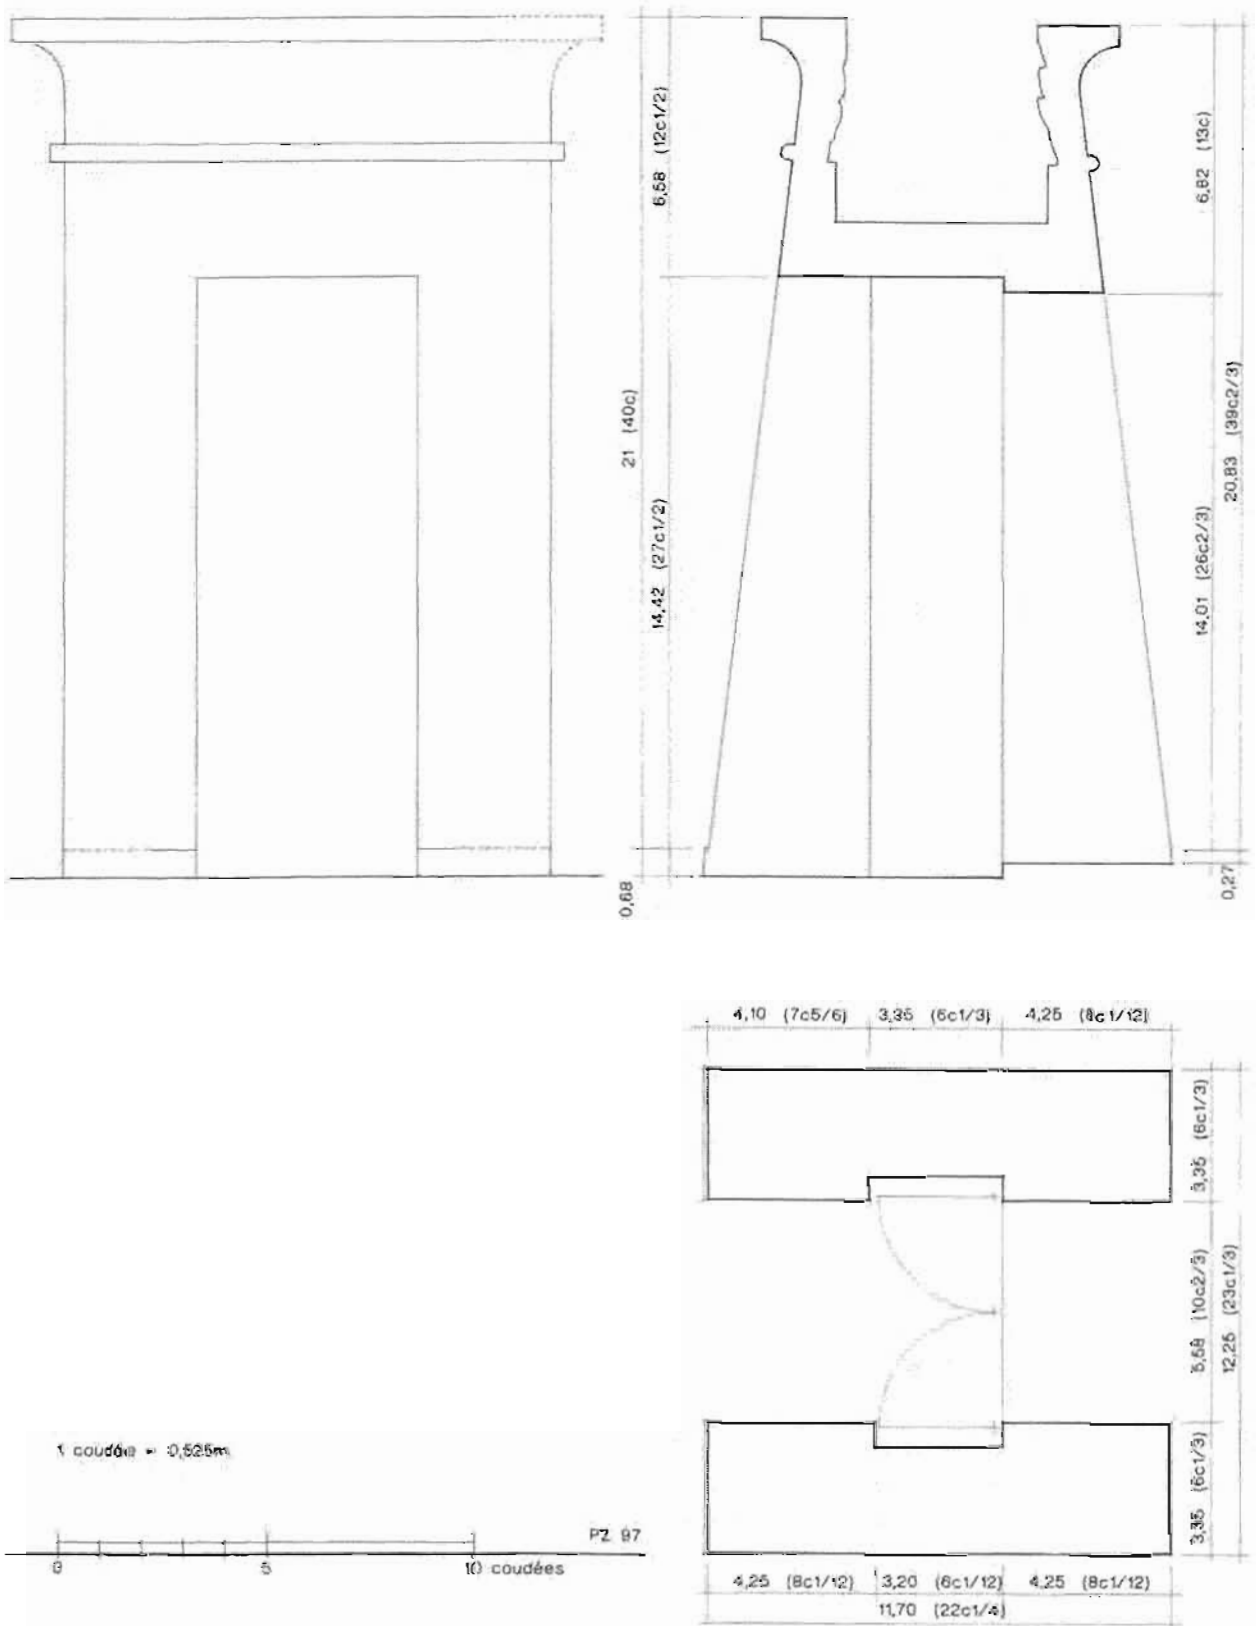 6,58 (12c1/2)
21 (40c)
14,42 (27c1/2)
0,68
6,82 (13c)
20,83 (39c2/3)
14,01 (26c2/3)
0,27
4,10 (7c5/6) 3,35 (6c1/3) 4,25 (8c1/12)
3,35 (6c1/3)
5,58 (10c2/3)
12,25 (23c1/3)
3,35 (6c1/3)
4,25 (8c1/12) 3,20 (6c1/12) 4,25 (8c1/12)
11,70 (22c1/4)
1 coudée = 0,525m
PZ 97
0 5 10 coudées